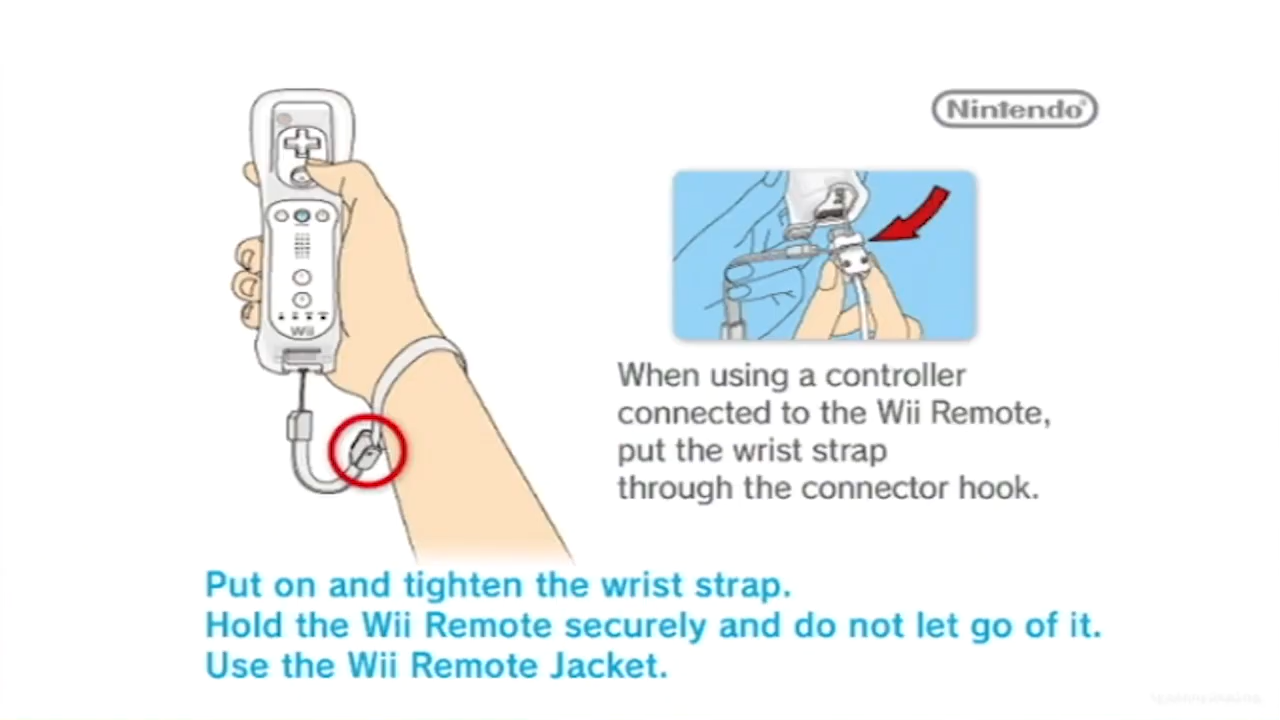 Nintendo®
When using a controller
connected to the Wii Remote,
put the wrist strap
through the connector hook.
Wii
Put on and tighten the wrist strap.
Hold the Wii Remote securely and do not let go of it.
Use the Wii Remote Jacket.